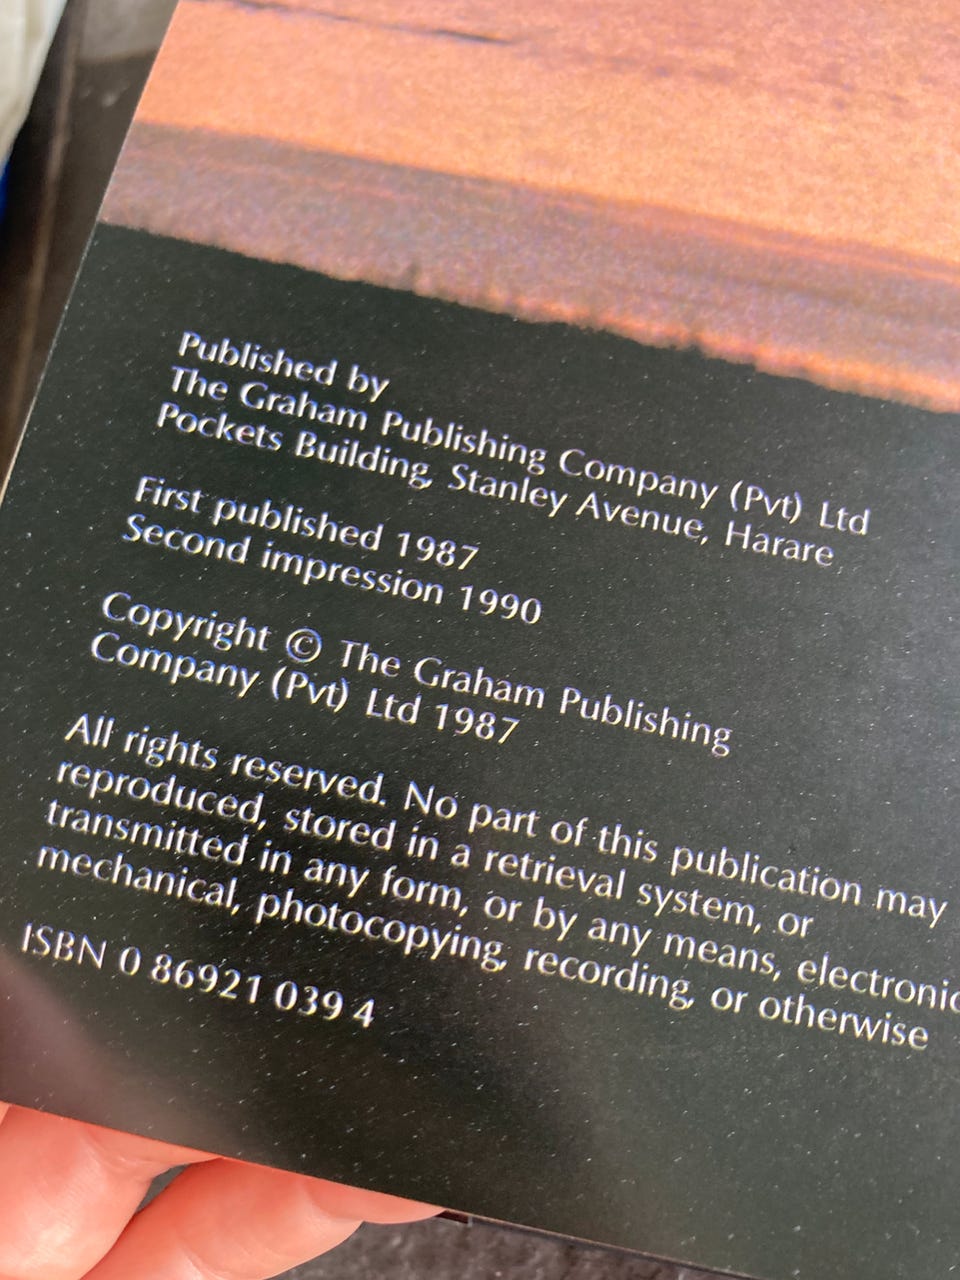 Published by
The Graham Publishing Company (Pvt) Ltd
Pockets Building, Stanley Avenue, Harare
First published 1987
Second impression 1990
Copyright © The Graham Publishing
Company (Pvt) Ltd 1987
All rights reserved. No part of this publication may
reproduced, stored in a retrieval system, or
transmitted in any form, or by any means, electronic
mechanical, photocopying, recording, or otherwise
ISBN 0 86921 039 4